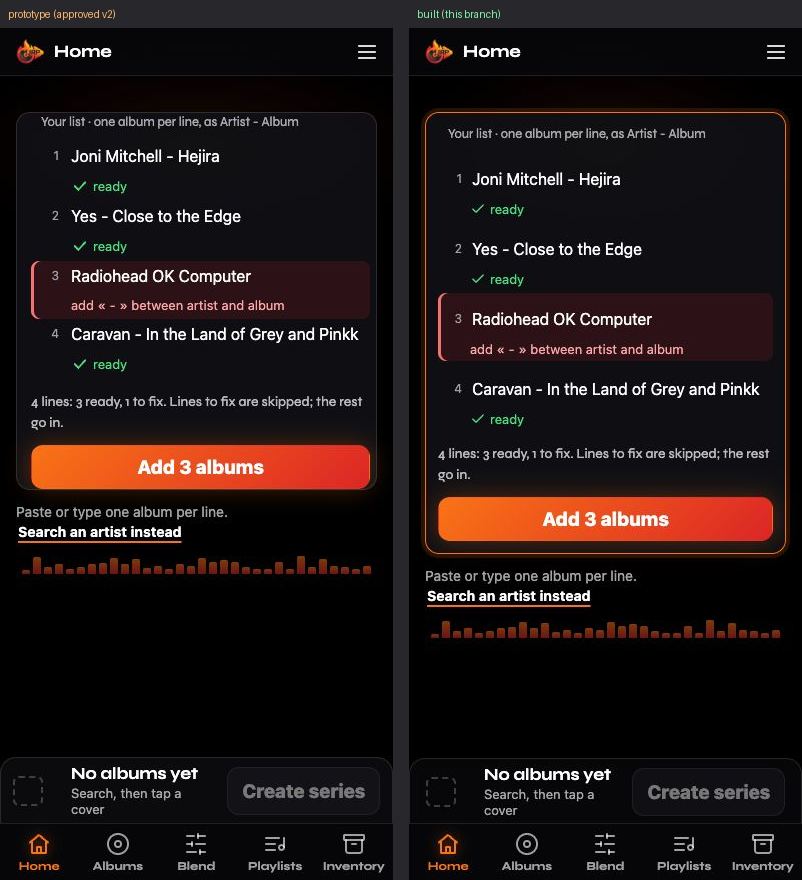 prototype (approved v2)
Home
Your list · one album per line, as Artist - Album
1 Joni Mitchell - Hejira
ready
2 Yes - Close to the Edge
ready
3 Radiohead OK Computer
add « - » between artist and album
4 Caravan - In the Land of Grey and Pinkk
ready
4 lines: 3 ready, 1 to fix. Lines to fix are skipped; the rest
go in.
Add 3 albums
Paste or type one album per line.
Search an artist instead
No albums yet
Search, then tap a
cover
Create series
Home Albums Blend Playlists Inventory
built (this branch)
Home
Your list · one album per line, as Artist - Album
1 Joni Mitchell - Hejira
ready
2 Yes - Close to the Edge
ready
3 Radiohead OK Computer
add « - » between artist and album
4 Caravan - In the Land of Grey and Pinkk
ready
4 lines: 3 ready, 1 to fix. Lines to fix are skipped; the rest
go in.
Add 3 albums
Paste or type one album per line.
Search an artist instead
No albums yet
Search, then tap a
cover
Create series
Home Albums Blend Playlists Inventory